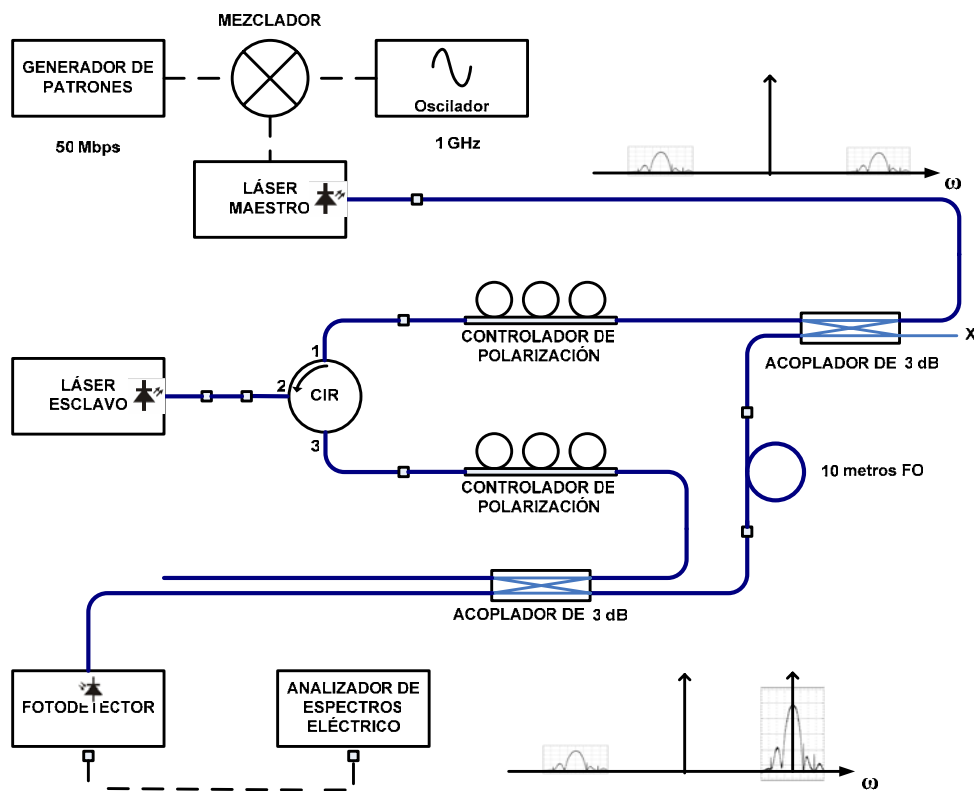 MEZCLADOR
GENERADOR DE
PATRONES
Oscilador
50 Mbps
1 GHz
LÁSER
MAESTRO
ω
CONTROLADOR DE
POLARIZACIÓN
X
ACOPLADOR DE 3 dB
1
LÁSER
ESCLAVO
2
CIR
3
CONTROLADOR DE
POLARIZACIÓN
10 metros FO
ACOPLADOR DE 3 dB
FOTODETECTOR
ANALIZADOR DE
ESPECTROS
ELÉCTRICO
ω